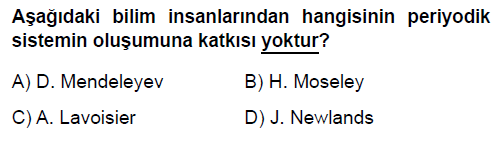 Aşağıdaki bilim insanlarından hangisinin periyodik
sistemin oluşumuna katkısı yoktur?
A) D. Mendeleyev B) H. Moseley
C) A. Lavoisier D) J. Newlands